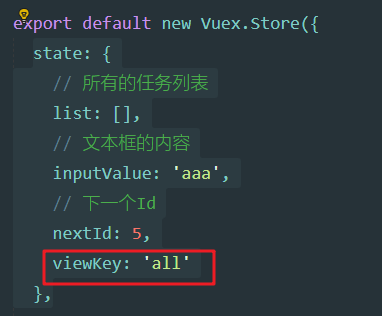 export default new Vuex.Store({
state: {
// 所有的任务列表
list: [],
// 文本框的内容
inputValue: 'aaa',
// 下一个Id
nextId: 5,
viewKey: 'all'
},